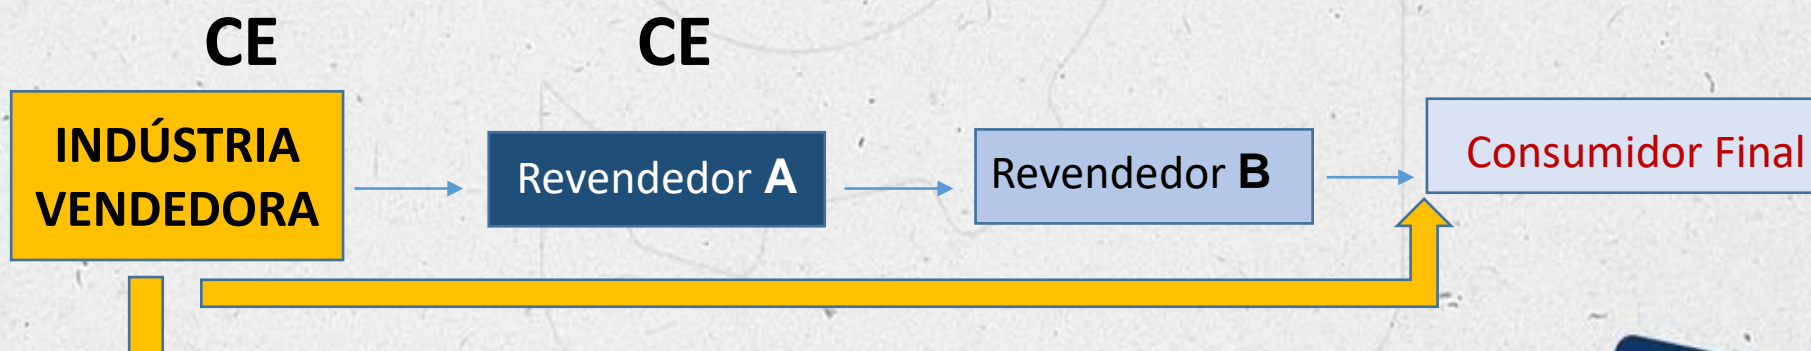 CE
CE
INDÚSTRIA
VENDEDORA
Revendedor A
Revendedor B
Consumidor Final